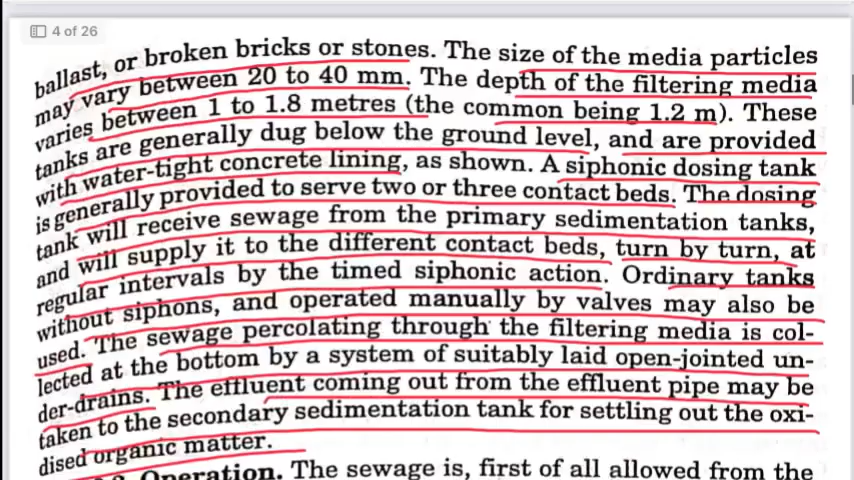 4 of 26
ballast, or broken bricks or stones. The size of the media particles
may vary between 20 to 40 mm. The depth of the filtering media
varies between 1 to 1.8 metres (the common being 1.2 m). These
tanks are generally dug below the ground level, and are provided
with water-tight concrete lining, as shown. A siphonic dosing tank
is generally provided to serve two or three contact beds. The dosing
tank will receive sewage from the primary sedimentation tanks,
and will supply it to the different contact beds, turn by turn, at
regular intervals by the timed siphonic action. Ordinary tanks
without siphons, and operated manually by valves may also be
used. The sewage percolating through the filtering media is col-
lected at the bottom by a system of suitably laid open-jointed un-
der-drains. The effluent coming out from the effluent pipe may be
taken to the secondary sedimentation tank for settling out the oxi-
dised organic matter.
Operation. The sewage is, first of all allowed from the